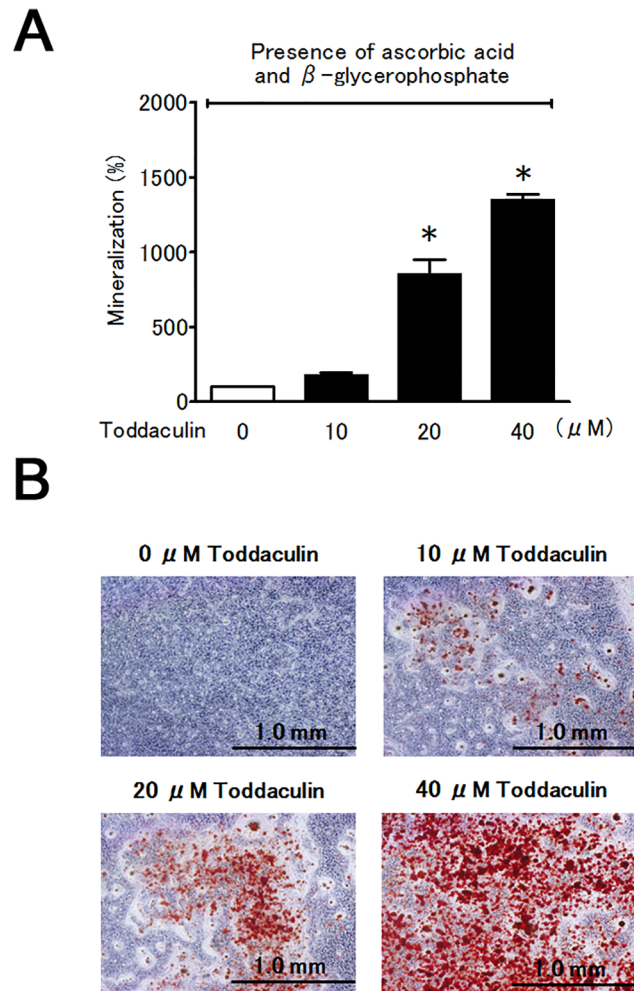 A
Presence of ascorbic acid
and β-glycerophosphate
2000
1500
1000
500
0
Mineralization (%)
* *
Toddaculin 0 10 20 40 (μM)
B
0 μM Toddaculin 10 μM Toddaculin
1.0 mm 1.0 mm
20 μM Toddaculin 40 μM Toddaculin
1.0 mm 1.0 mm